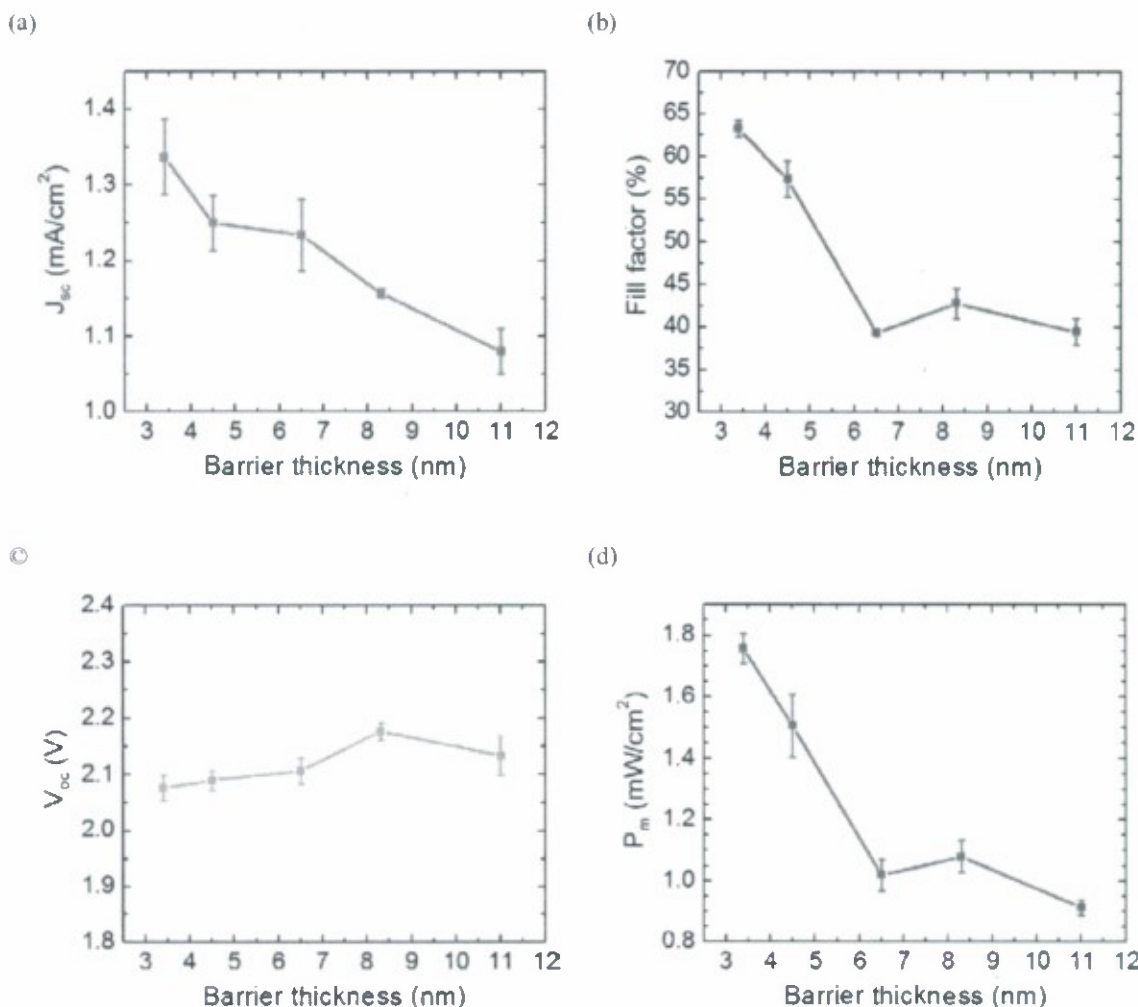 (a)
1.4
1.3
1.2
1.1
1.0
J_sc (mA/cm²)
3 4 5 6 7 8 9 10 11 12
Barrier thickness (nm)
(b)
70
65
60
55
50
45
40
35
30
Fill factor (%)
3 4 5 6 7 8 9 10 11 12
Barrier thickness (nm)
©
2.4
2.3
2.2
2.1
2.0
1.9
1.8
V_oc (V)
3 4 5 6 7 8 9 10 11 12
Barrier thickness (nm)
(d)
1.8
1.6
1.4
1.2
1.0
0.8
P_m (mW/cm²)
3 4 5 6 7 8 9 10 11 12
Barrier thickness (nm)